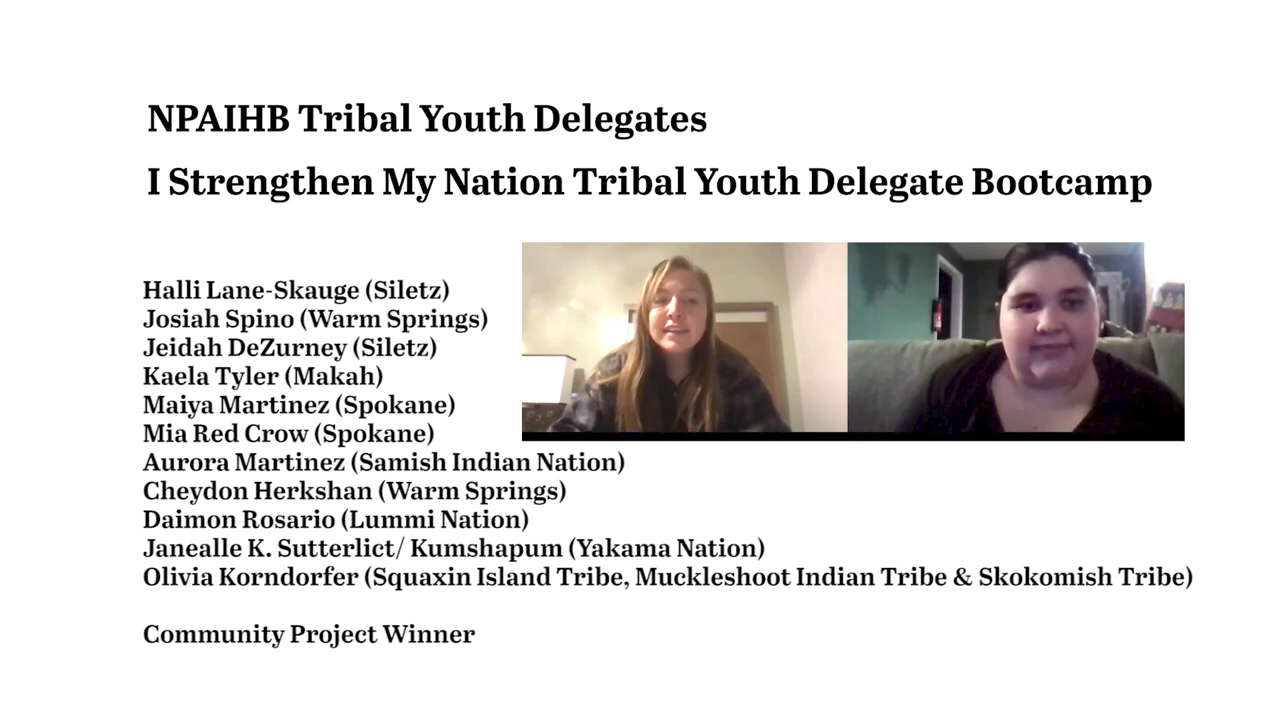 NPAIHB Tribal Youth Delegates
I Strengthen My Nation Tribal Youth Delegate Bootcamp
Halli Lane-Skauge (Siletz)
Josiah Spino (Warm Springs)
Jeidah DeZurney (Siletz)
Kaela Tyler (Makah)
Maiya Martinez (Spokane)
Mia Red Crow (Spokane)
Aurora Martinez (Samish Indian Nation)
Cheydon Herkshan (Warm Springs)
Daimon Rosario (Lummi Nation)
Janealle K. Sutterlict/ Kumshapum (Yakama Nation)
Olivia Korndorfer (Squaxin Island Tribe, Muckleshoot Indian Tribe & Skokomish Tribe)
Community Project Winner